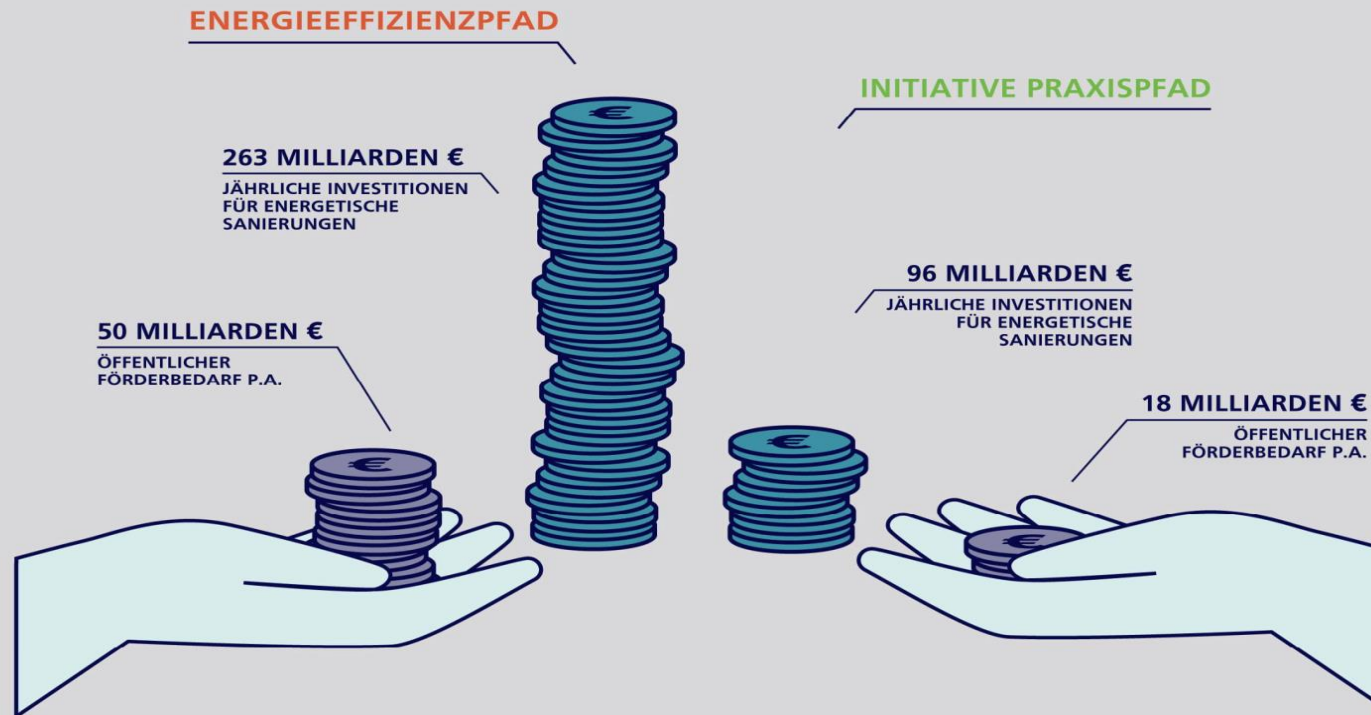 ENERGIEEFFIZIENZPFAD
263 MILLIARDEN €
JÄHRLICHE INVESTITIONEN
FÜR ENERGETISCHE
SANIERUNGEN
50 MILLIARDEN €
ÖFFENTLICHER
FÖRDERBEDARF P.A.
INITIATIVE PRAXISPFAD
96 MILLIARDEN €
JÄHRLICHE INVESTITIONEN
FÜR ENERGETISCHE
SANIERUNGEN
18 MILLIARDEN €
ÖFFENTLICHER
FÖRDERBEDARF P.A.
€
€
€
€